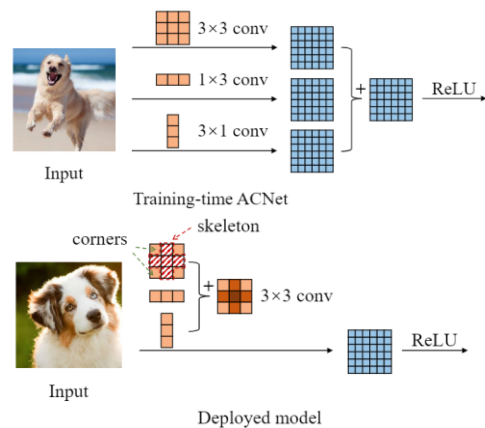 3×3 conv
1×3 conv
+
ReLU
3×1 conv
Input
Training-time ACNet
skeleton
corners
+
3×3 conv
ReLU
Input
Deployed model